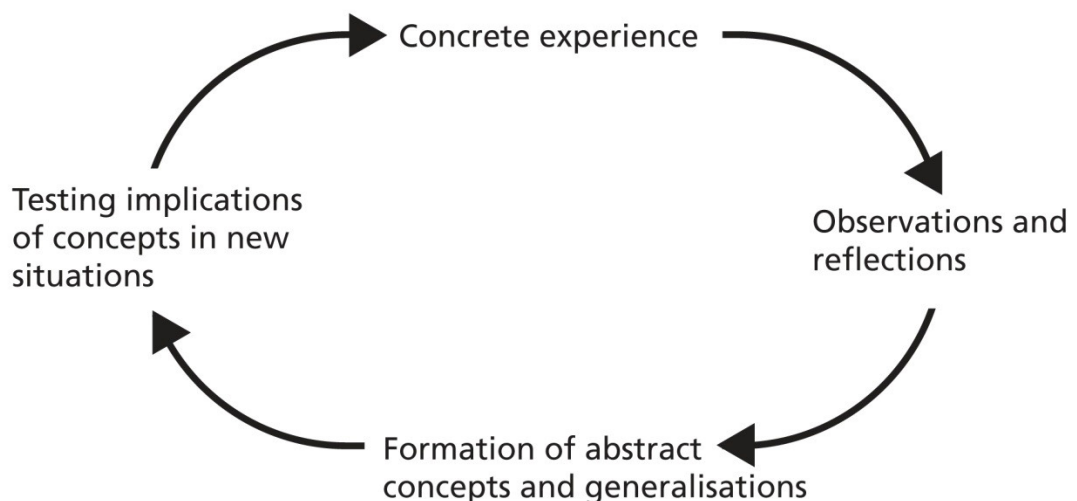 Concrete experience
Testing implications
of concepts in new
situations
Observations and
reflections
Formation of abstract
concepts and generalisations